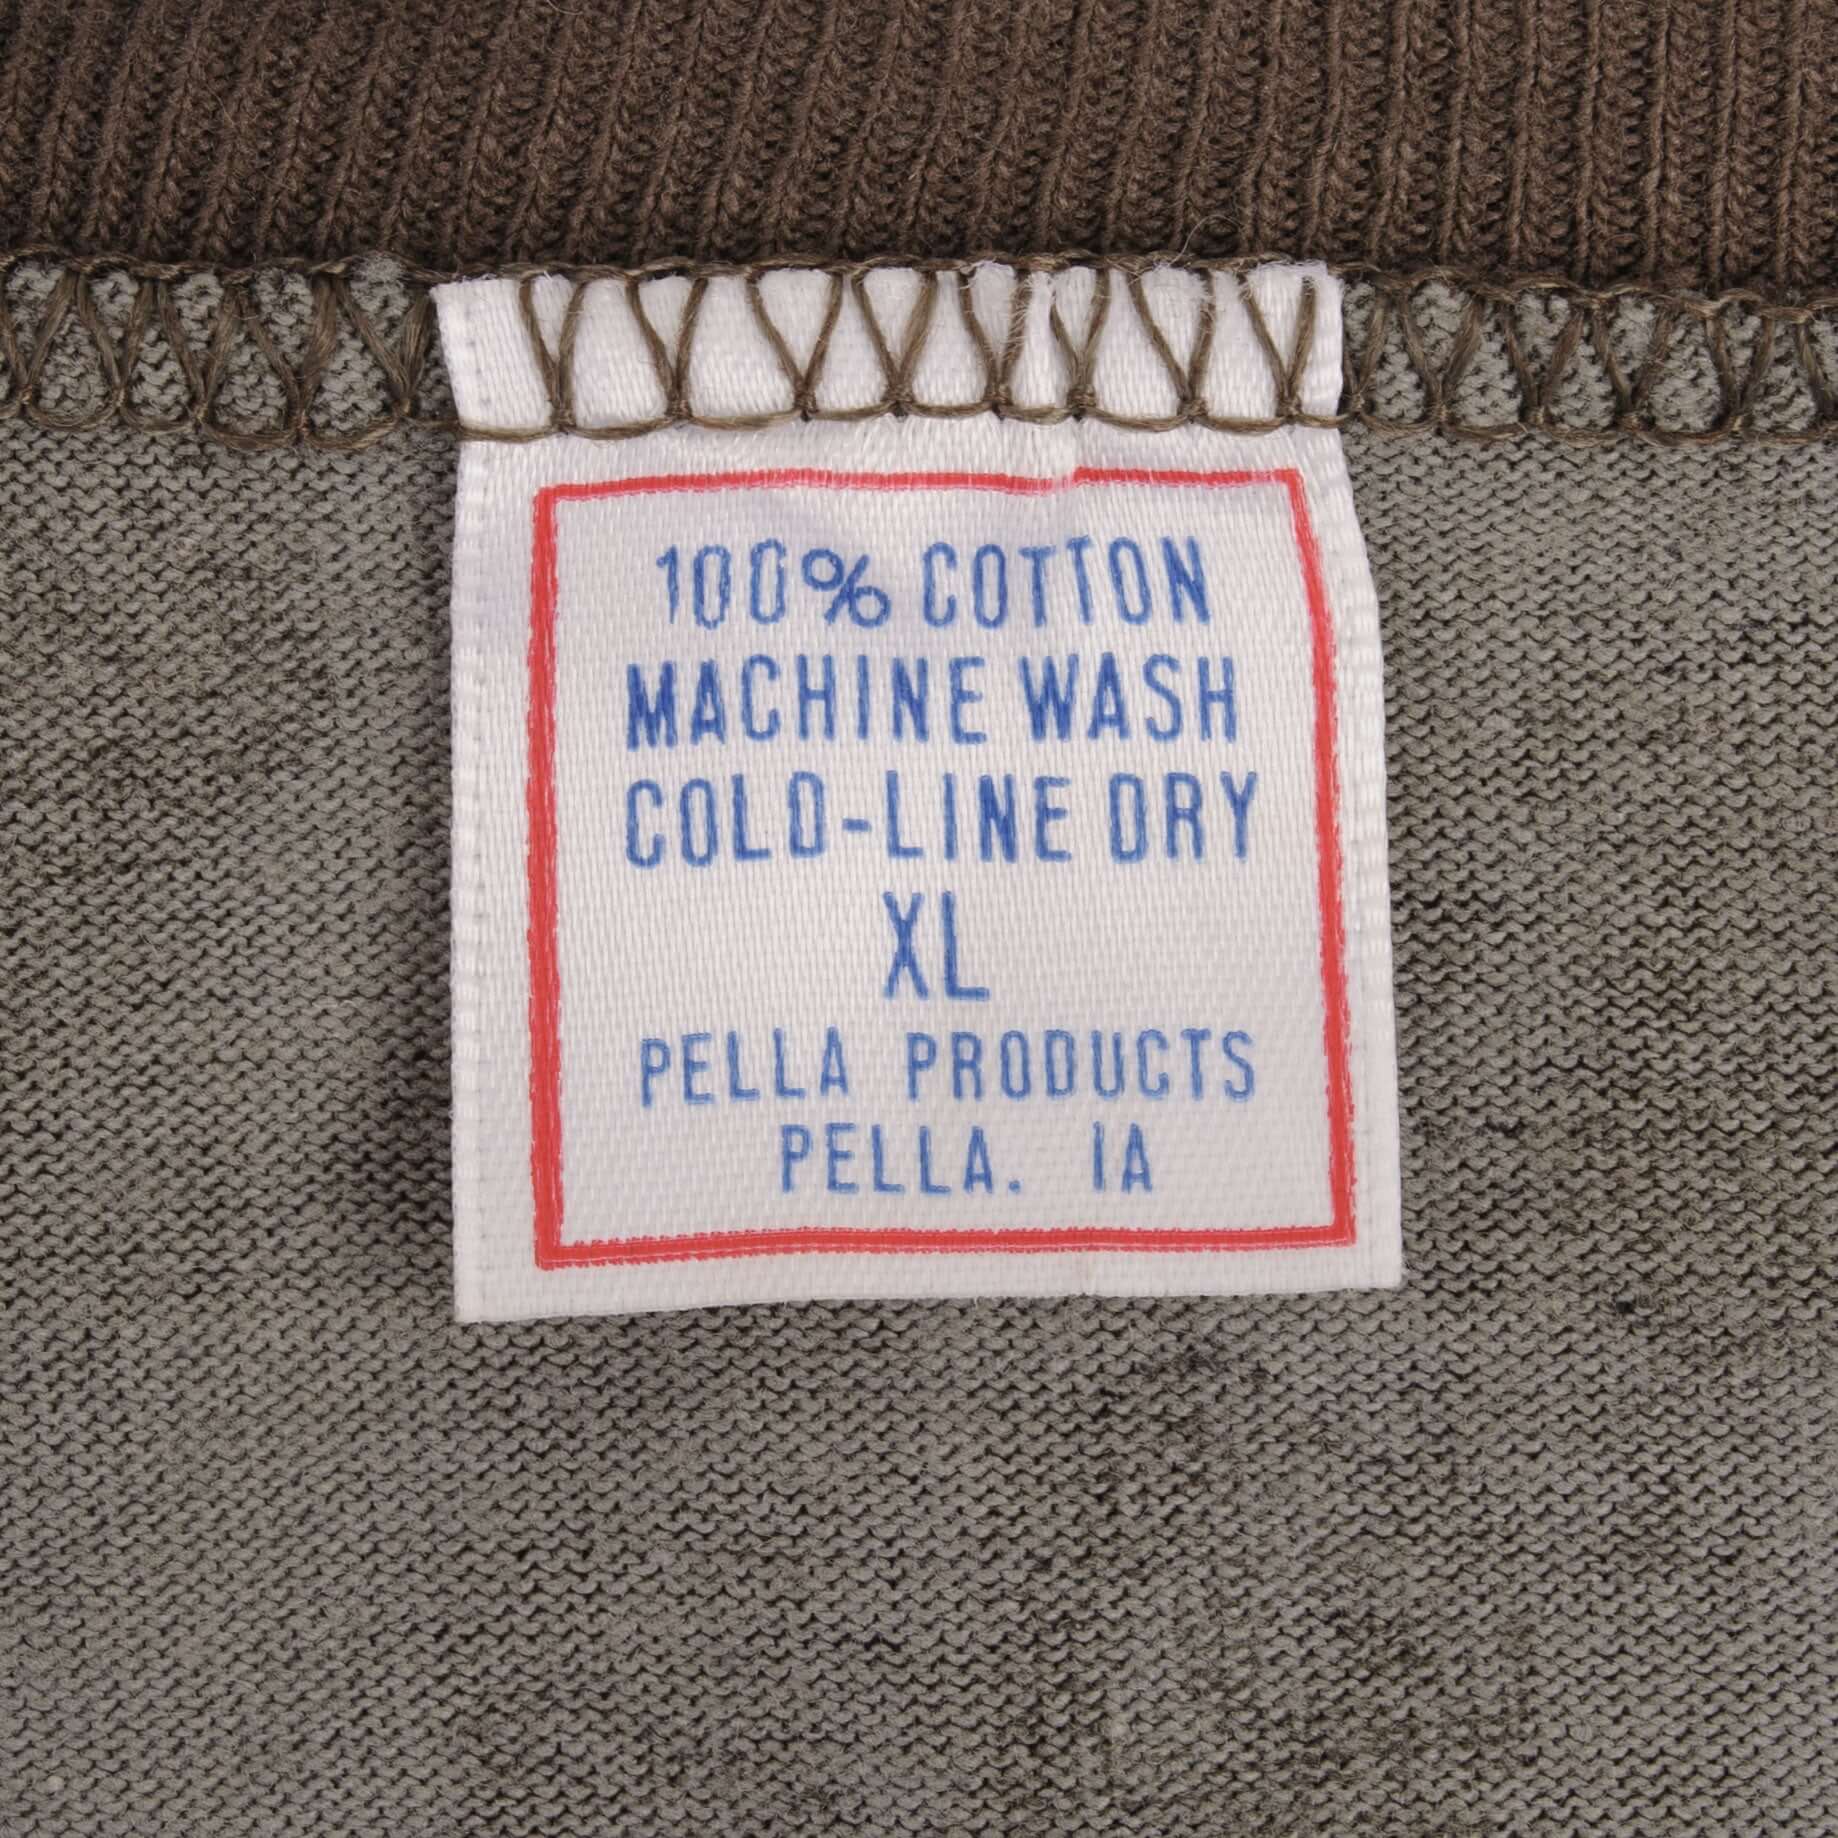 100% COTTON
MACHINE WASH
COLD-LINE DRY
XL
PELLA PRODUCTS
PELLA. IA